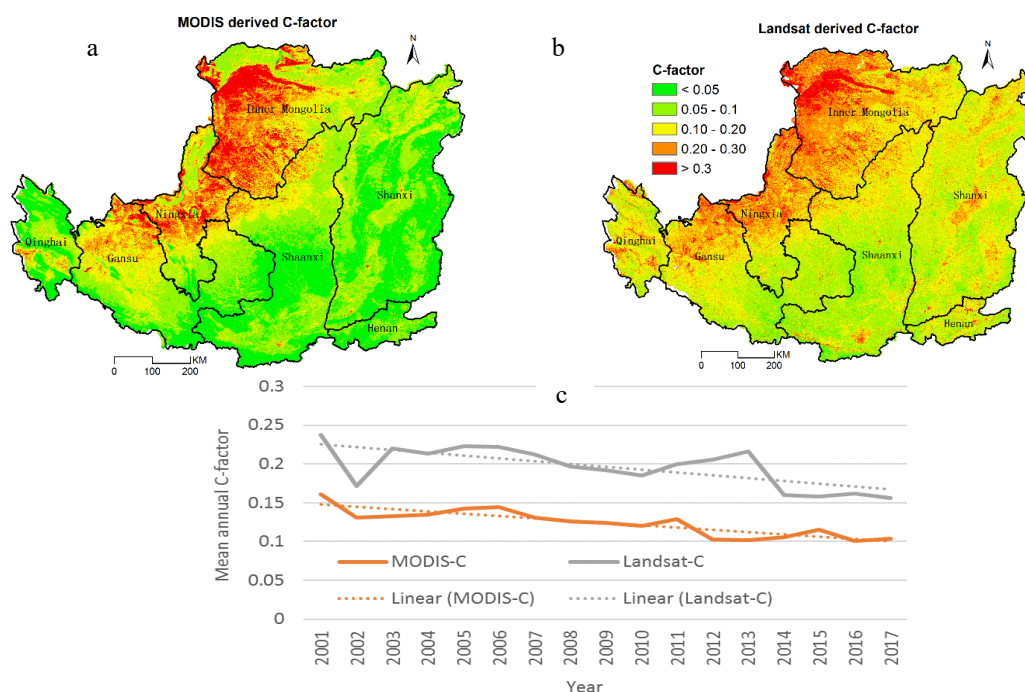 MODIS derived C-factor
a
N
Inner Mongolia
Shanxi
Ningxia
Qinghai
Gansu
Shaanxi
Henan
KM
0 100 200
Landsat derived C-factor
b
N
C-factor
< 0.05
0.05 - 0.1
0.10 - 0.20
0.20 - 0.30
> 0.3
Inner Mongolia
Shanxi
Ningxia
Qinghai
Gansu
Shaanxi
Henan
KM
0 100 200
c
Mean annual C-factor
0.3
0.25
0.2
0.15
0.1
0.05
0
MODIS-C
Landsat-C
Linear (MODIS-C)
Linear (Landsat-C)
2001
2002
2003
2004
2005
2006
2007
2008
2009
2010
2011
2012
2013
2014
2015
2016
2017
Year